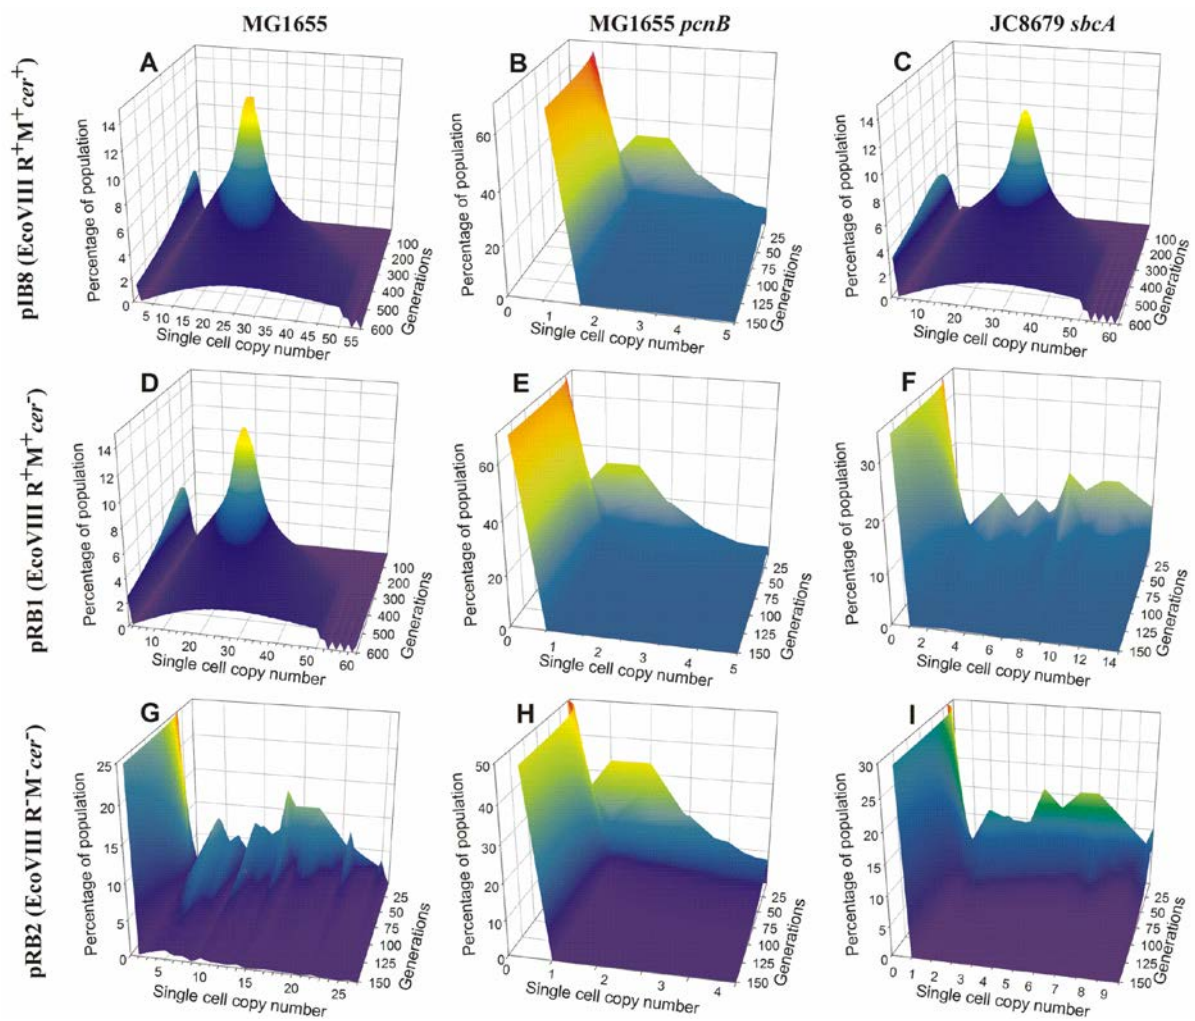 MG1655
MG1655 pcnB
JC8679 sbcA
pIB8 (EcoVIII R⁺M⁺cer⁺)
A
Percentage of population
14
12
10
8
6
4
2
0
5 10 15 20 25 30 35 40 45 50 55
Single cell copy number
100
200
300
400
500
600
Generations
B
Percentage of population
60
40
20
0
1 2 3 4 5
Single cell copy number
25
50
75
100
125
150
Generations
C
Percentage of population
14
12
10
8
6
4
2
0
10 20 30 40 50 60
Single cell copy number
100
200
300
400
500
600
Generations
pRB1 (EcoVIII R⁺M⁺cer⁻)
D
Percentage of population
14
12
10
8
6
4
2
0
10 20 30 40 50 60
Single cell copy number
100
200
300
400
500
600
Generations
E
Percentage of population
60
40
20
0
0 1 2 3 4 5
Single cell copy number
25
50
75
100
125
150
Generations
F
Percentage of population
30
20
10
0
0 2 4 6 8 10 12 14
Single cell copy number
25
50
75
100
125
150
Generations
pRB2 (EcoVIII R⁻M⁻cer⁻)
G
Percentage of population
25
20
15
10
5
0
5 10 15 20 25
Single cell copy number
25
50
75
100
125
150
Generations
H
Percentage of population
50
40
30
20
10
0
0 1 2 3 4
Single cell copy number
25
50
75
100
125
150
Generations
I
Percentage of population
30
25
20
15
10
5
0
0 1 2 3 4 5 6 7 8 9
Single cell copy number
25
50
75
100
125
150
Generations